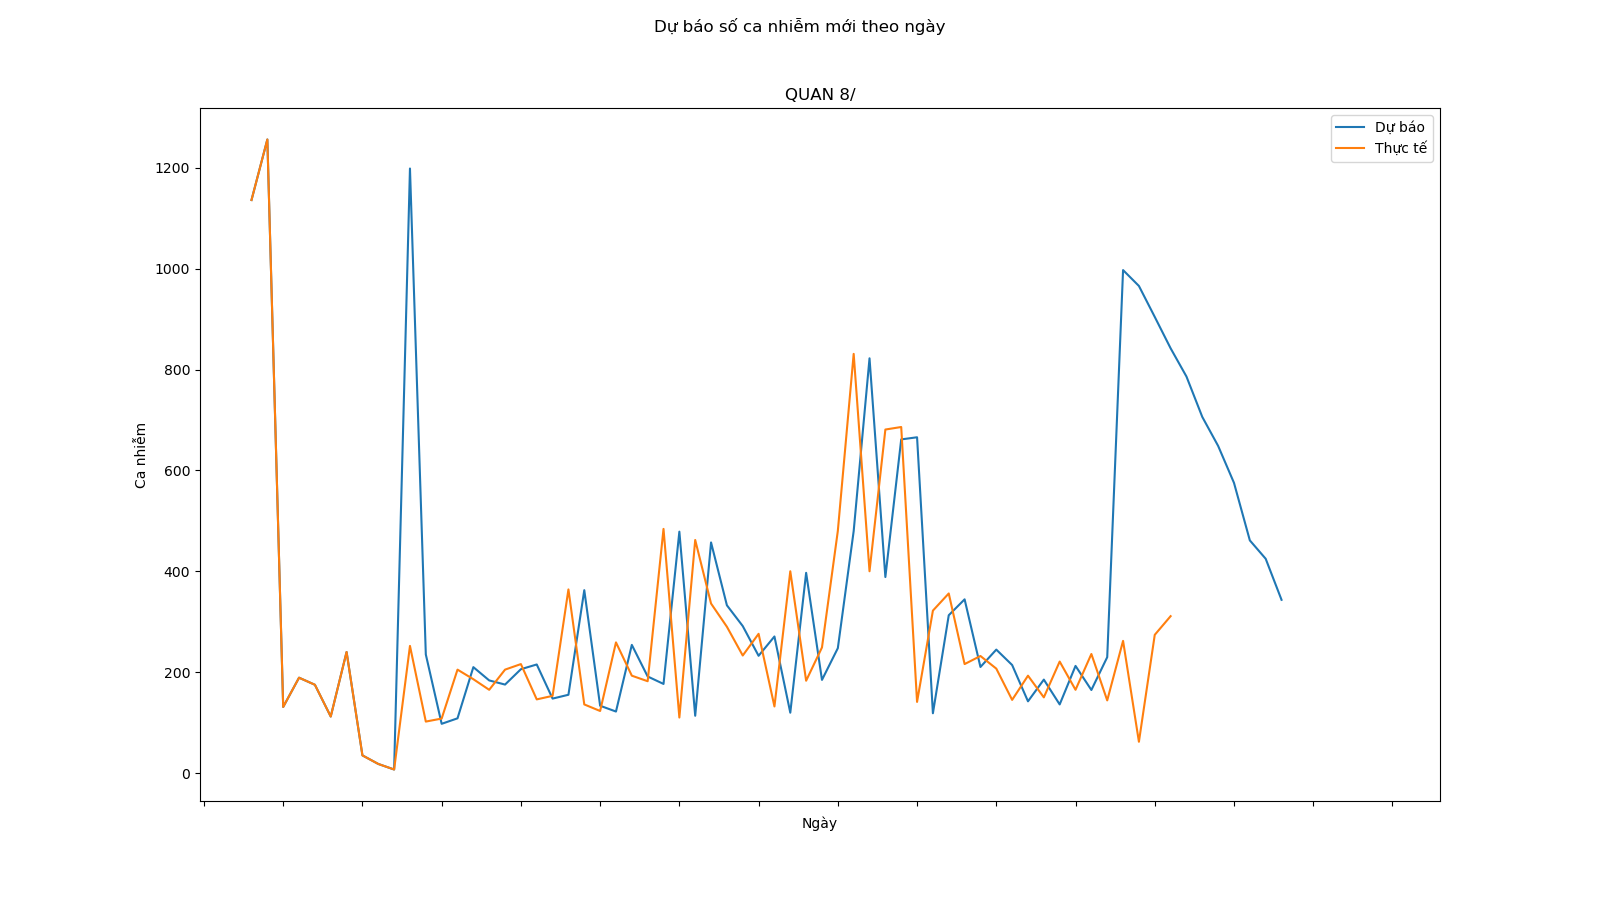 Dự báo số ca nhiễm mới theo ngày
QUAN 8/
Dự báo
Thực tế
1200
1000
800
600
400
200
0
Ca nhiễm
Ngày